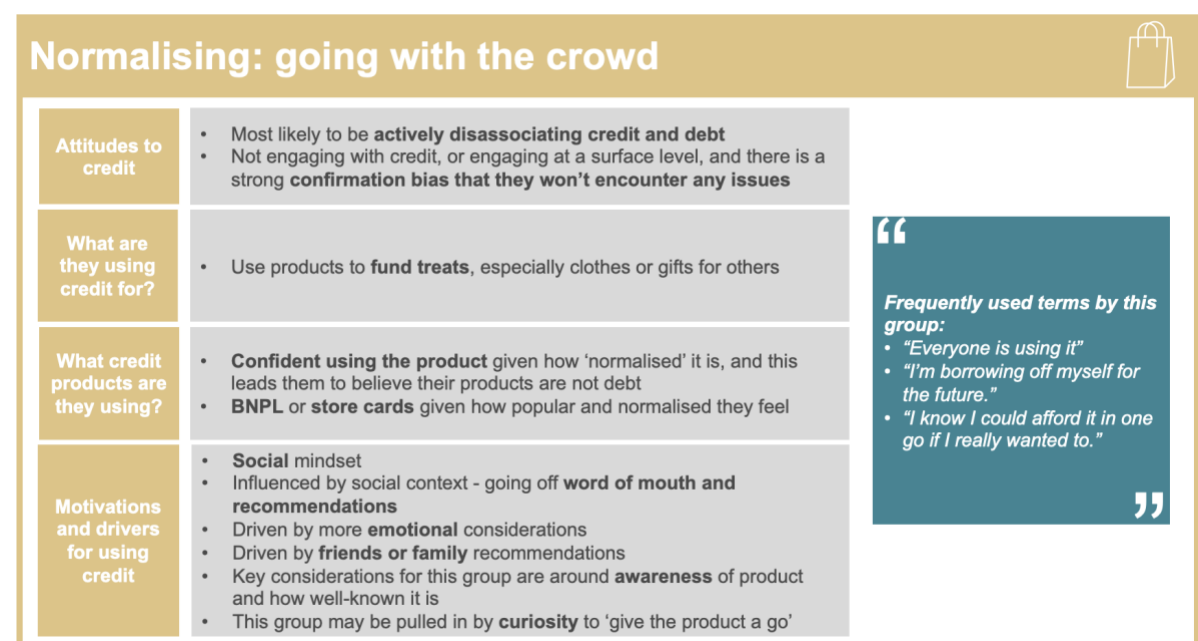 Normalising: going with the crowd
Attitudes to
credit
• Most likely to be actively disassociating credit and debt
• Not engaging with credit, or engaging at a surface level, and there is a
strong confirmation bias that they won’t encounter any issues
What are
they using
credit for?
• Use products to fund treats, especially clothes or gifts for others
What credit
products are
they using?
• Confident using the product given how ‘normalised’ it is, and this
leads them to believe their products are not debt
• BNPL or store cards given how popular and normalised they feel
Motivations
and drivers
for using
credit
• Social mindset
• Influenced by social context - going off word of mouth and
recommendations
• Driven by more emotional considerations
• Driven by friends or family recommendations
• Key considerations for this group are around awareness of product
and how well-known it is
• This group may be pulled in by curiosity to ‘give the product a go’
“
Frequently used terms by this
group:
• “Everyone is using it”
• “I’m borrowing off myself for
the future.”
• “I know I could afford it in one
go if I really wanted to.”
”